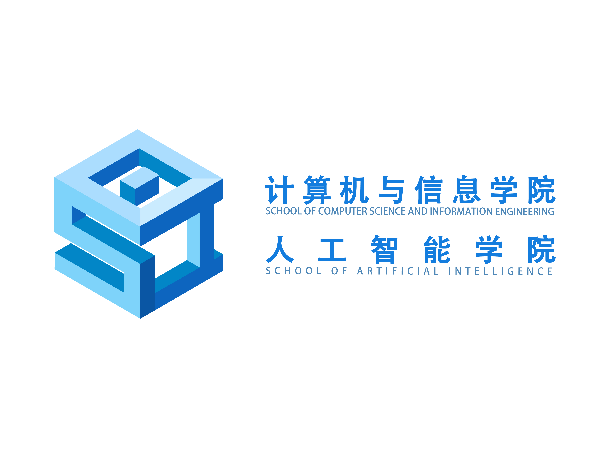 计算机与信息学院
SCHOOL OF COMPUTER SCIENCE AND INFORMATION ENGINEERING
人工智能学院
SCHOOL OF ARTIFICIAL INTELLIGENCE